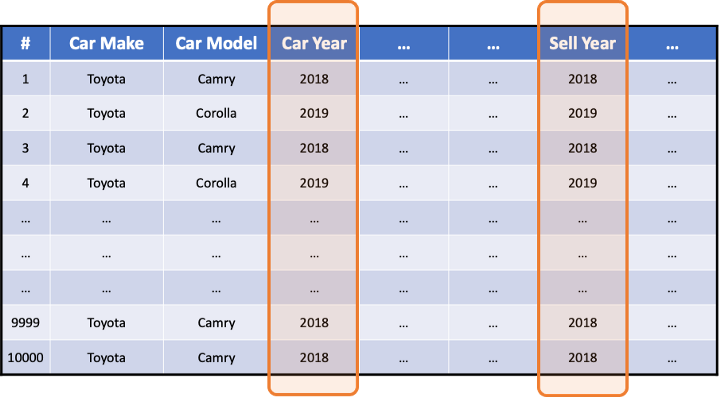 # Car Make Car Model Car Year ... ... Sell Year ...
1 Toyota Camry 2018 ... ... 2018 ...
2 Toyota Corolla 2019 ... ... 2019 ...
3 Toyota Camry 2018 ... ... 2018 ...
4 Toyota Corolla 2019 ... ... 2019 ...
... ... ... ... ... ... ... ...
... ... ... ... ... ... ... ...
... ... ... ... ... ... ... ...
9999 Toyota Camry 2018 ... ... 2018 ...
10000 Toyota Camry 2018 ... ... 2018 ...